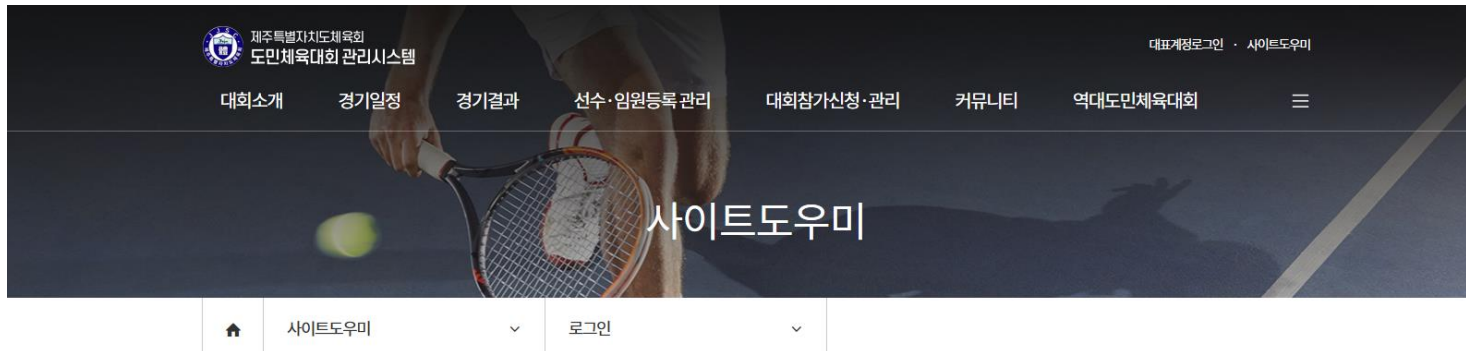 제주특별자치도체육회
도민체육대회 관리시스템
대표계정로그인 · 사이트도우미
대회소개 경기일정 경기결과 선수·임원등록 관리 대회참가신청·관리 커뮤니티 역대도민체육대회
사이트도우미
사이트도우미 로그인